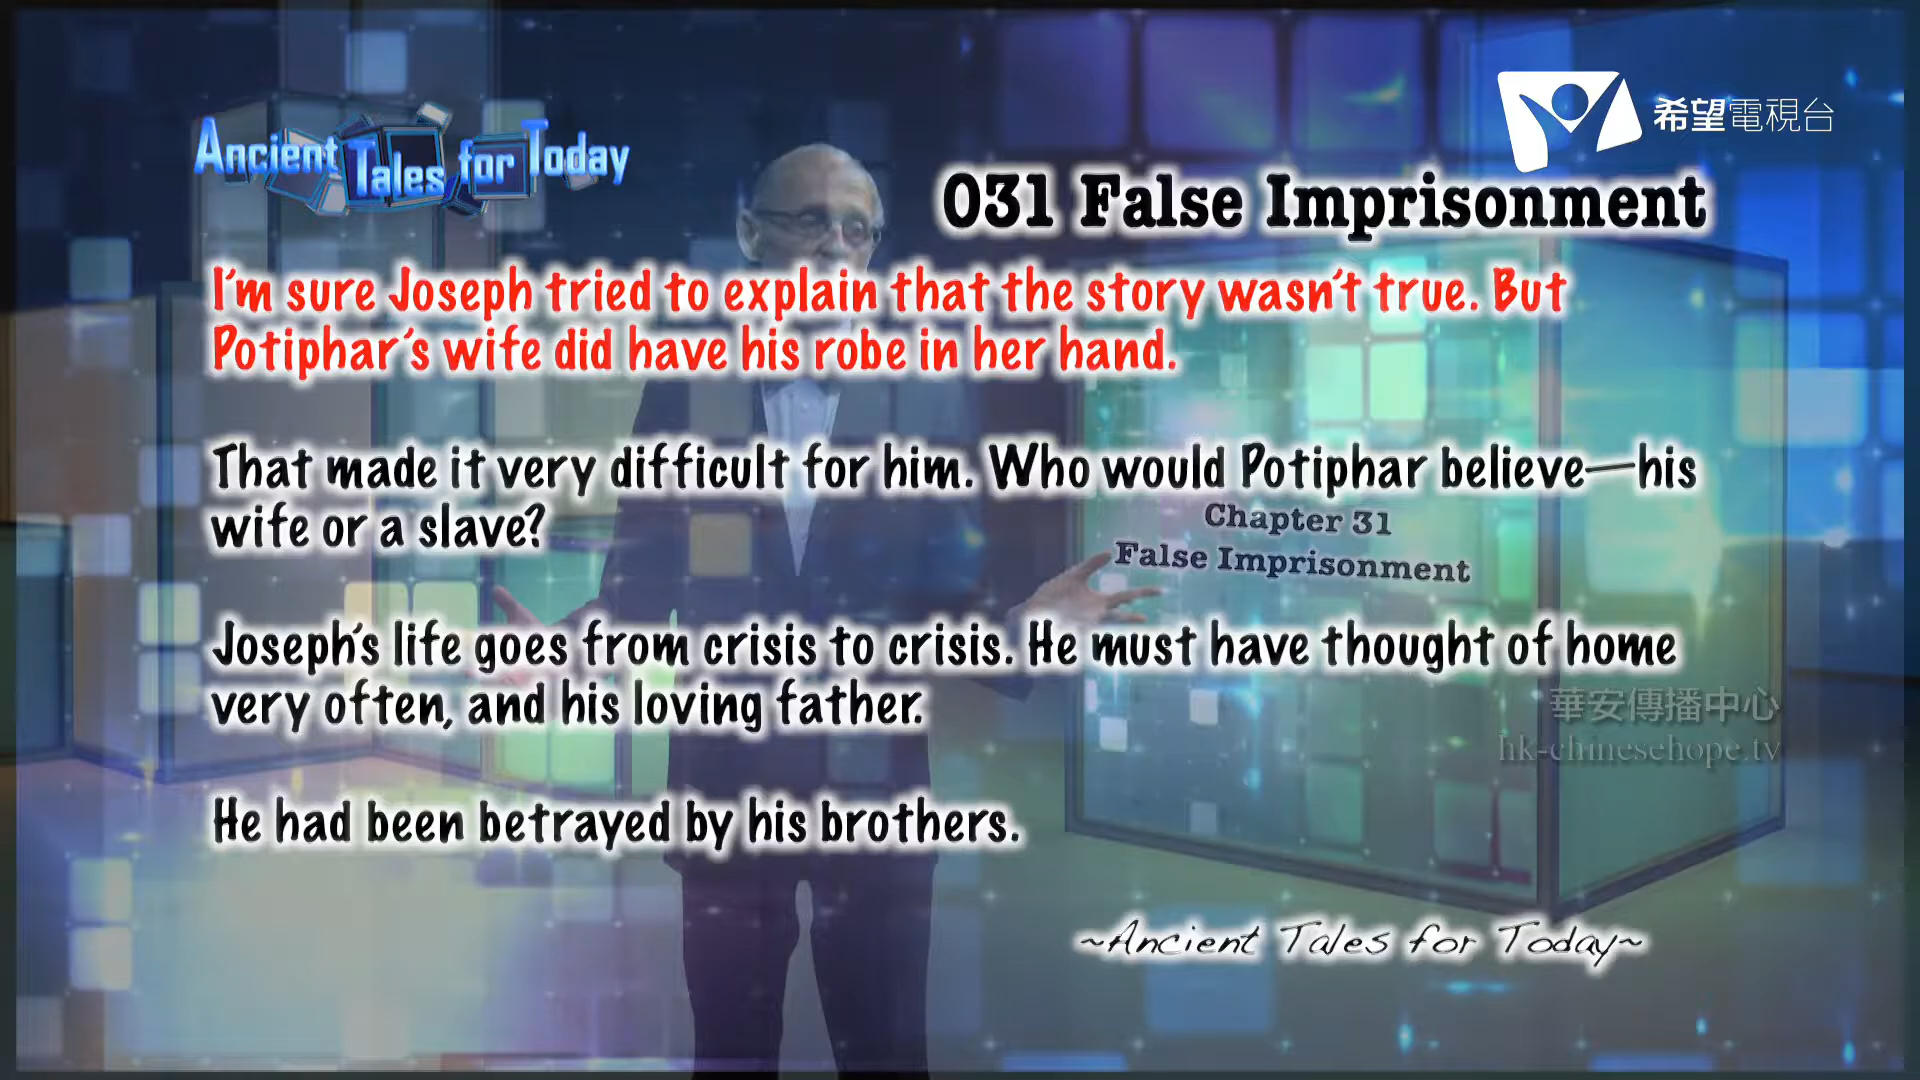 Ancient Tales for Today
希望電視台
031 False Imprisonment
I'm sure Joseph tried to explain that the story wasn't true. But
Potiphar's wife did have his robe in her hand.
That made it very difficult for him. Who would Potiphar believe—his
wife or a slave?
Chapter 31
False Imprisonment
Joseph's life goes from crisis to crisis. He must have thought of home
very often, and his loving father.
華安傳播中心
hk-chinesehope.tv
He had been betrayed by his brothers.
~Ancient Tales for Today~